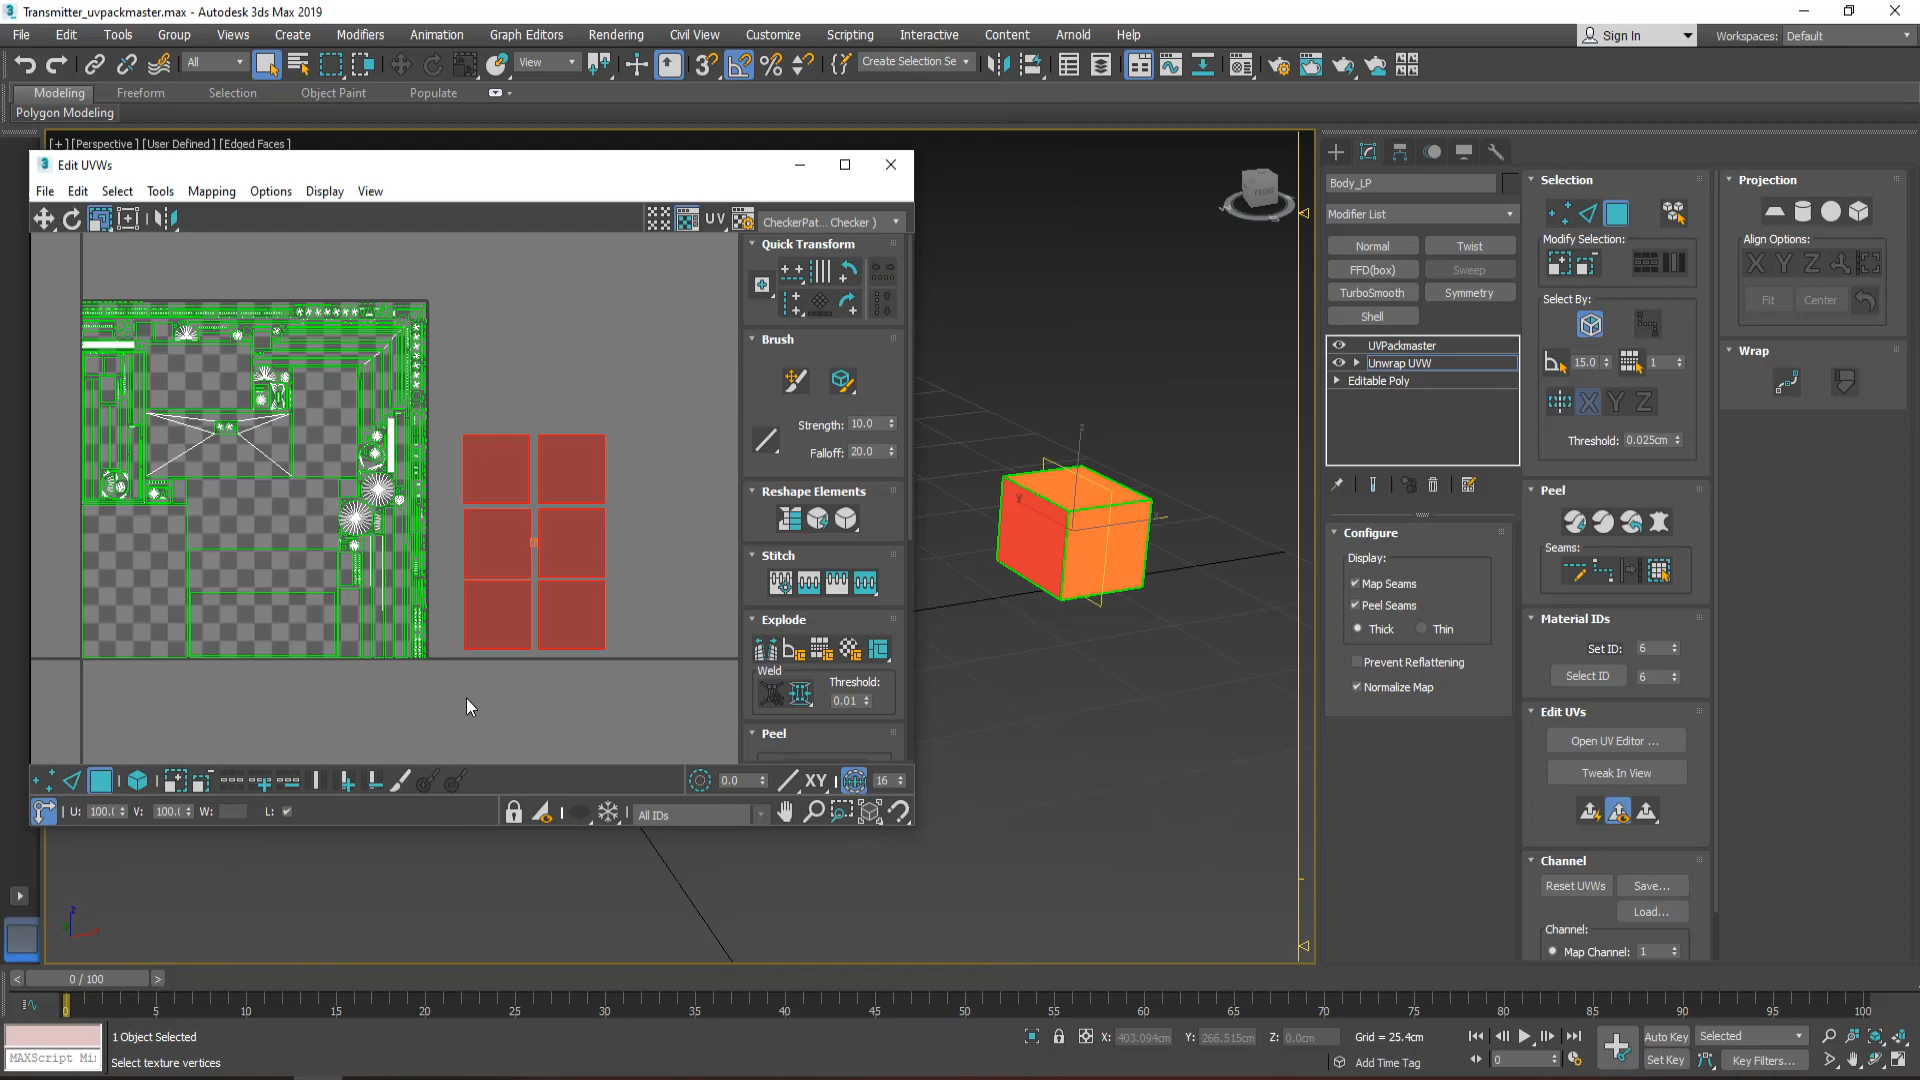 Transmitter_uvpackmaster.max - Autodesk 3ds Max 2019
File Edit Tools Group Views Create Modifiers Animation Graph Editors Rendering Civil View Customize Scripting Interactive Content Arnold Help
Sign In Workspaces: Default
All View Create Selection Se
Modeling Freeform Selection Object Paint Populate
Polygon Modeling
[+] [Perspective] [User Defined] [Edged Faces]
Edit UVWs
File Edit Select Tools Mapping Options Display View
UV CheckerPat... Checker )
Quick Transform
Brush
Strength: 10.0
Falloff: 20.0
Reshape Elements
Stitch
Explode
Weld
Threshold:
0.01
Peel
0.0 XY 16
U: 100.( V: 100.( W: L:
All IDs
FRONT
z
y
Body_LP
Modifier List
Normal Twist
FFD(box) Sweep
TurboSmooth Symmetry
Shell
UVPackmaster
Unwrap UVW
Editable Poly
Configure
Display:
Map Seams
Peel Seams
Thick Thin
Prevent Reflattening
Normalize Map
Selection
Modify Selection:
Select By:
15.0 1
X Y Z
Threshold: 0.025cm
Peel
Seams:
Material IDs
Set ID: 6
Select ID 6
Edit UVs
Open UV Editor ...
Tweak In View
Channel
Reset UVWs Save...
Load...
Channel:
Map Channel: 1
Projection
Align Options:
X Y Z
Fit Center
Wrap
z
< 0 / 100 >
0 5 10 15 20 25 30 35 40 45 50 55 60 65 70 75 80 85 90 95 100
1 Object Selected
MAXScript Mi
Select texture vertices
X: 403.094cm Y: 266.515cm Z: 0.0cm Grid = 25.4cm
Add Time Tag
0
Auto Key Selected
Set Key Key Filters...